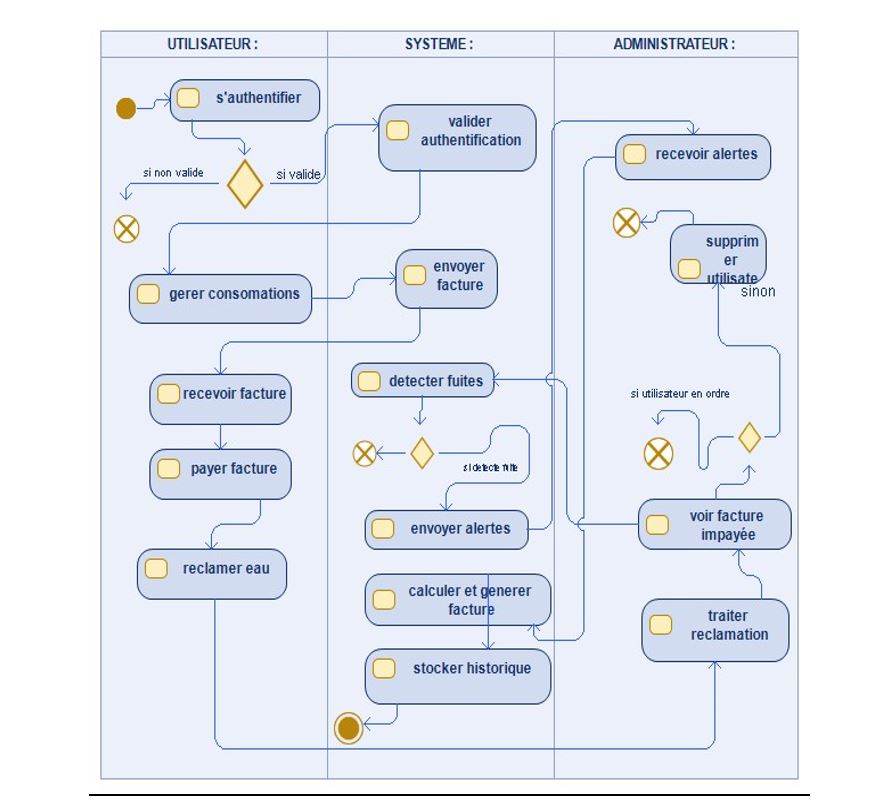 UTILISATEUR :
SYSTEME :
ADMINISTRATEUR :
s'authentifier
si non valide
si valide
gerer consomations
recevoir facture
payer facture
reclamer eau
valider
authentification
envoyer
facture
detecter fuites
si detecte fuite
envoyer alertes
calculer et generer
facture
stocker historique
recevoir alertes
supprim
er
utilisate
sinon
si utilisateur en ordre
voir facture
impayée
traiter
reclamation